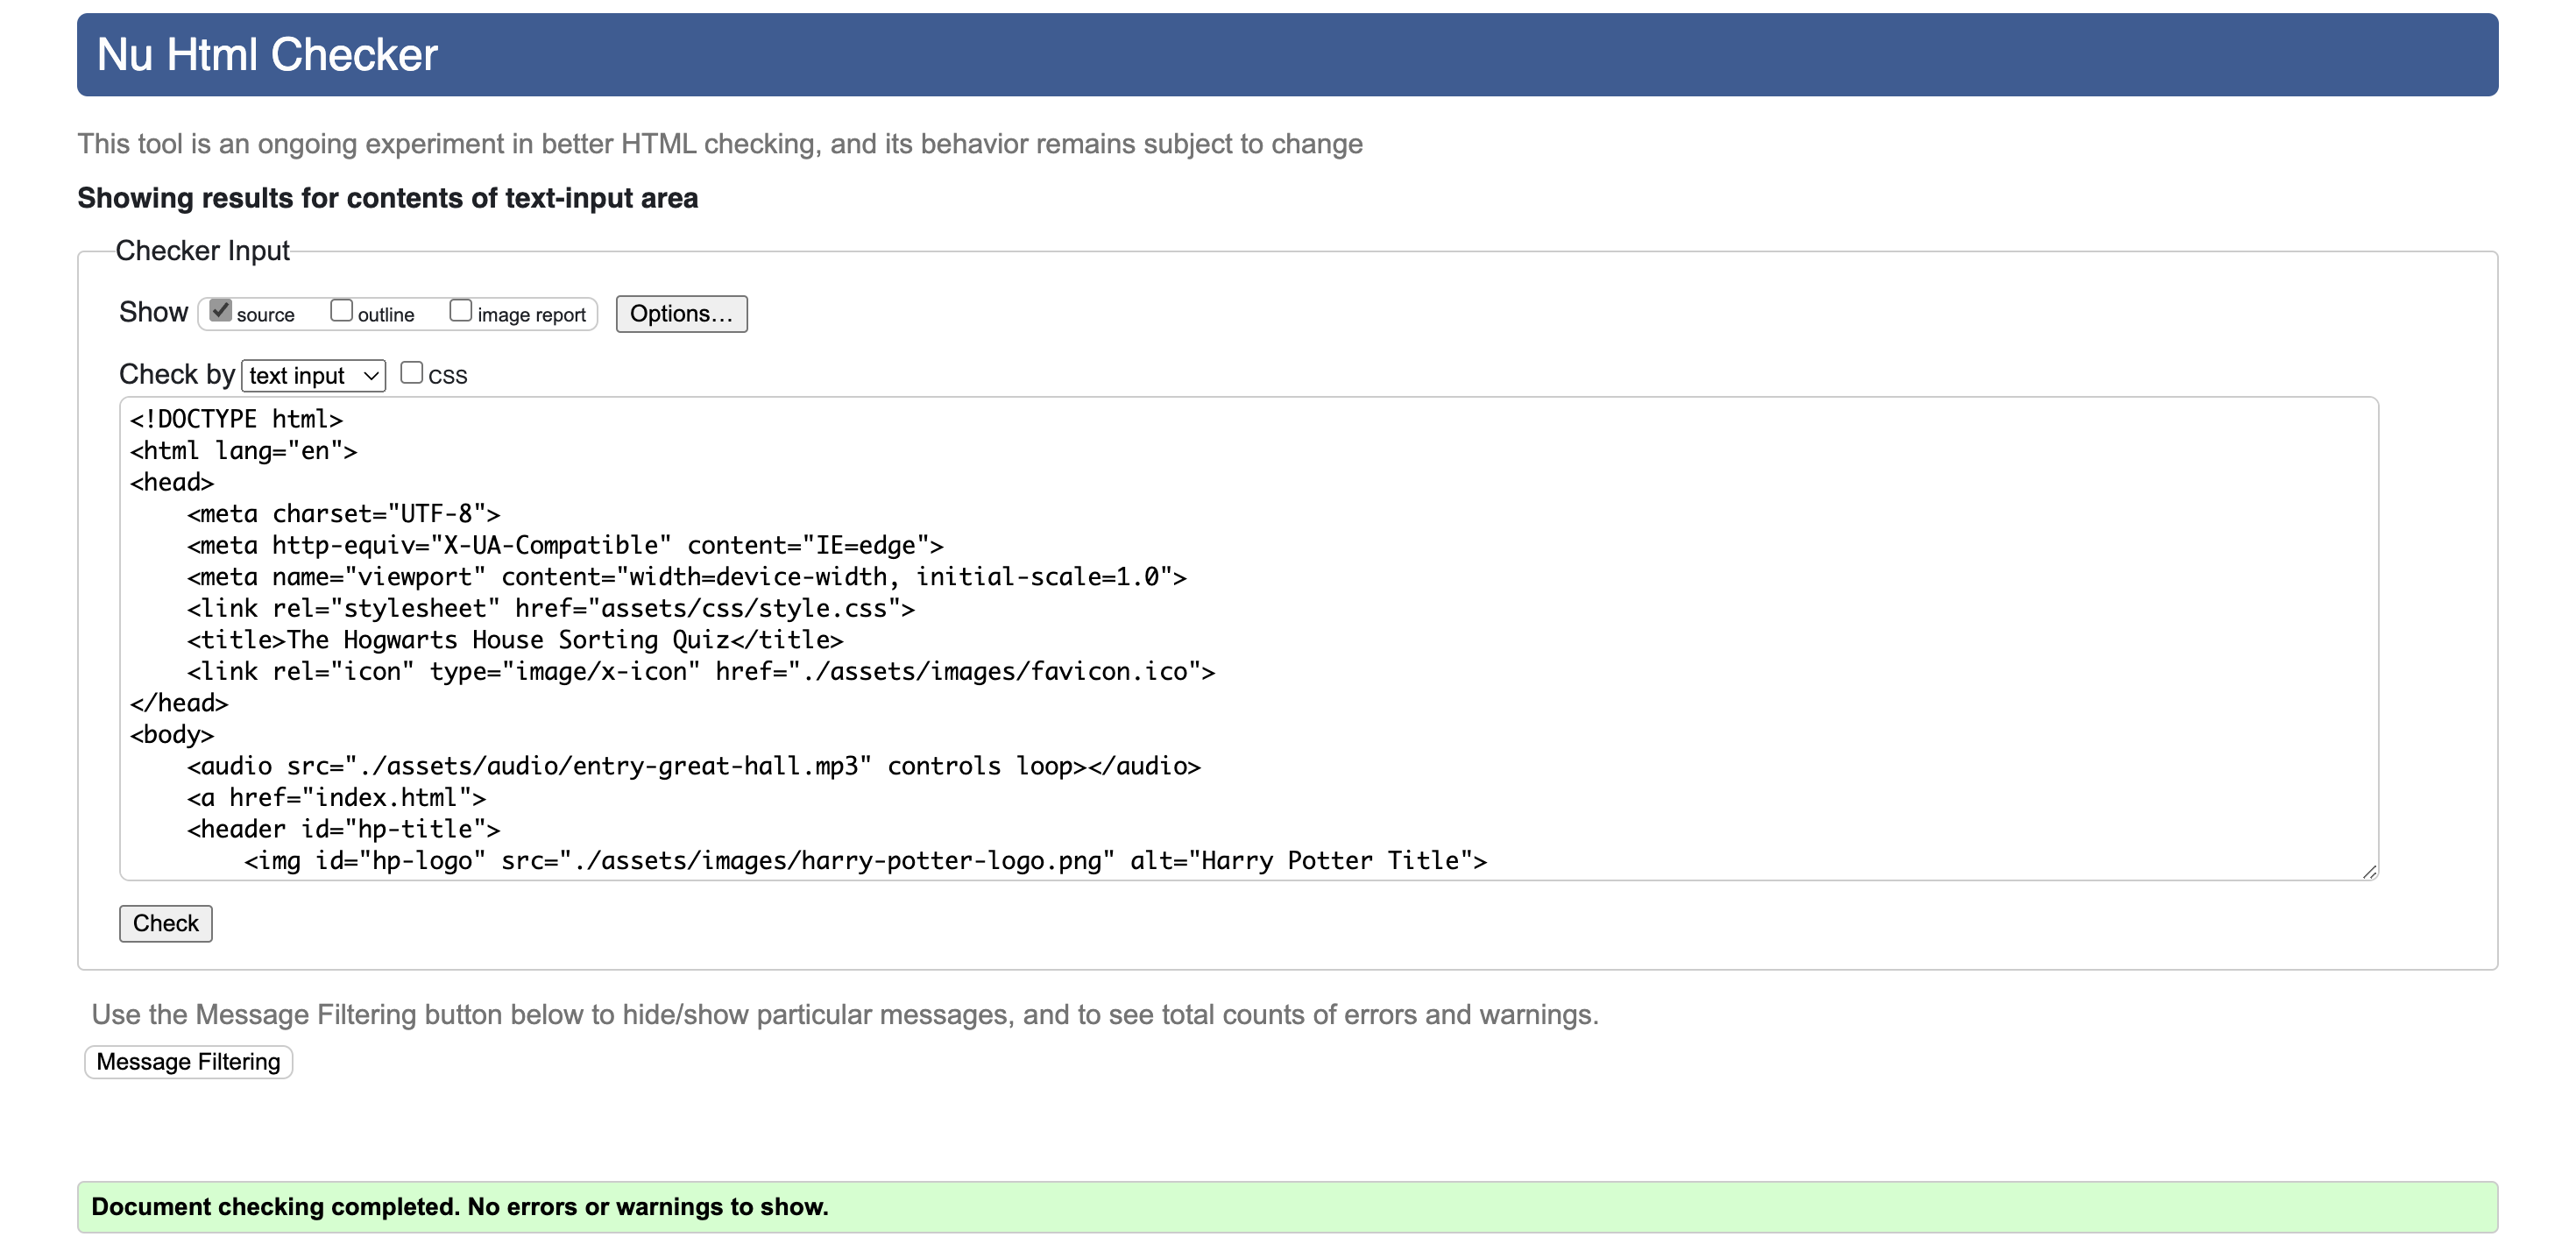 Nu Html Checker
This tool is an ongoing experiment in better HTML checking, and its behavior remains subject to change
Showing results for contents of text-input area
Checker Input
Show source outline image report Options...
Check by text input CSS
<!DOCTYPE html>
<html lang="en">
<head>
    <meta charset="UTF-8">
    <meta http-equiv="X-UA-Compatible" content="IE=edge">
    <meta name="viewport" content="width=device-width, initial-scale=1.0">
    <link rel="stylesheet" href="assets/css/style.css">
    <title>The Hogwarts House Sorting Quiz</title>
    <link rel="icon" type="image/x-icon" href="./assets/images/favicon.ico">
</head>
<body>
    <audio src="./assets/audio/entry-great-hall.mp3" controls loop></audio>
    <a href="index.html">
    <header id="hp-title">
        <img id="hp-logo" src="./assets/images/harry-potter-logo.png" alt="Harry Potter Title">
Check
Use the Message Filtering button below to hide/show particular messages, and to see total counts of errors and warnings.
Message Filtering
Document checking completed. No errors or warnings to show.